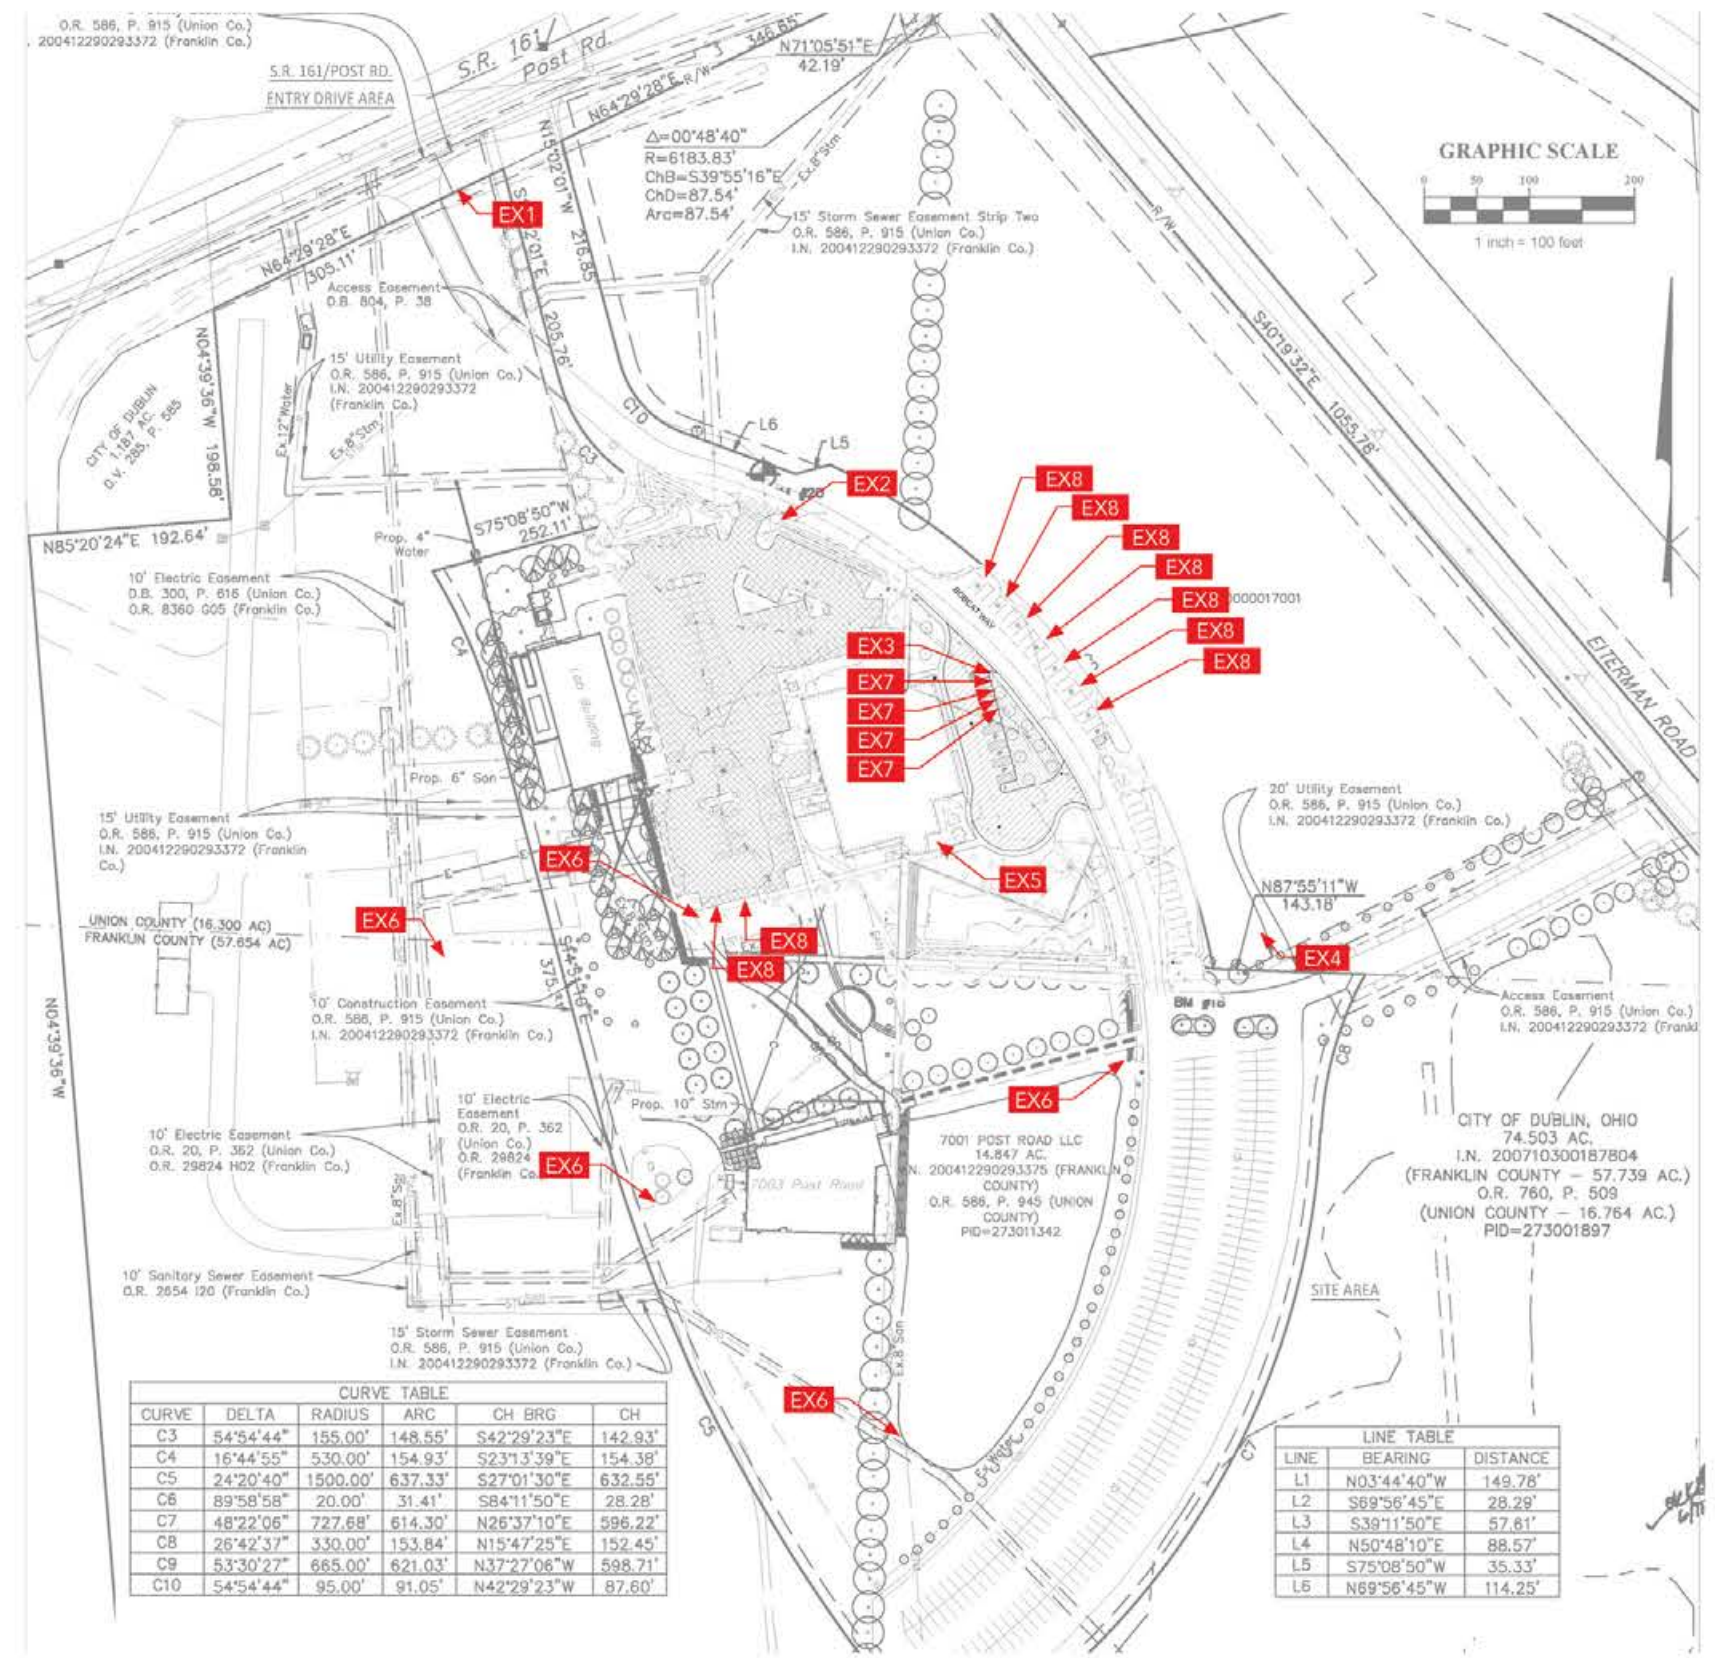 O.R. 586, P. 915 (Union Co.)
200412290293372 (Franklin Co.)
S.R. 161/POST RD.
ENTRY DRIVE AREA
S.R. 161/
Post Rd.
N64°29'28"E
R/W
346.65'
N71°05'51"E
42.19'
Δ=00°48'40"
R=6183.83'
ChB=S39°55'16"E
ChD=87.54'
Arc=87.54'
Ex.8"Stm
15' Storm Sewer Easement Strip Two
O.R. 586, P. 915 (Union Co.)
I.N. 200412290293372 (Franklin Co.)
GRAPHIC SCALE
0 50 100 200
1 inch = 100 feet
R/W
EX1
N15°02'01"W
216.85'
2'01"E
205.76'
N64°29'28"E
305.11'
Access Easement
D.B. 804, P. 38
15' Utility Easement
O.R. 586, P. 915 (Union Co.)
I.N. 200412290293372
(Franklin Co.)
N04°39'36"W 198.58'
CITY OF DUBLIN
1.187 AC.
D.V. 285, P. 585
Ex.12"Water
Ex.8"Stm
S40°19'32"E 1055.78'
C10
L6
L5
C3
EX2
EX8
EX8
EX8
EX8
EX8
0000017001
EX8
EX8
BOBCAT WAY
N85°20'24"E 192.64'
S75°08'50"W
252.11'
Prop. 4"
Water
10' Electric Easement
D.B. 300, P. 616 (Union Co.)
O.R. 8360 G05 (Franklin Co.)
C4
EX3
EX7
EX7
EX7
EX7
Lab Building
EITERMAN ROAD
Prop. 6" San
15' Utility Easement
O.R. 586, P. 915 (Union Co.)
I.N. 200412290293372 (Franklin
Co.)
20' Utility Easement
O.R. 586, P. 915 (Union Co.)
I.N. 200412290293372 (Franklin Co.)
EX6
EX5
N87°55'11"W
143.18'
UNION COUNTY (16.300 AC)
FRANKLIN COUNTY (57.654 AC)
EX6
EX8
EX8
EX4
375.
N04°39'36"W
10' Construction Easement
O.R. 586, P. 915 (Union Co.)
I.N. 200412290293372 (Franklin Co.)
BM #18
Access Easement
O.R. 586, P. 915 (Union Co.)
I.N. 200412290293372 (Frankl
C8
10' Electric
Easement
O.R. 20, P. 362
(Union Co.)
O.R. 29824
(Franklin Co.
Prop. 10" Stm
EX6
10' Electric Easement
O.R. 20, P. 362 (Union Co.)
O.R. 29824 H02 (Franklin Co.)
EX6
7003 Post Road
7001 POST ROAD LLC
14.847 AC.
N. 200412290293375 (FRANKLIN
COUNTY)
O.R. 586, P. 945 (UNION
COUNTY)
PID=273011342
CITY OF DUBLIN, OHIO
74.503 AC.
I.N. 200710300187804
(FRANKLIN COUNTY – 57.739 AC.)
O.R. 760, P. 509
(UNION COUNTY – 16.764 AC.)
PID=273001897
Ex.8"San
10' Sanitary Sewer Easement
O.R. 2654 I20 (Franklin Co.)
SITE AREA
15' Storm Sewer Easement
O.R. 586, P. 915 (Union Co.)
I.N. 200412290293372 (Franklin Co.)
Ex.8"San
EX6
C5
C7
CURVE TABLE
CURVE DELTA RADIUS ARC CH BRG CH
C3 54°54'44" 155.00' 148.55' S42°29'23"E 142.93'
C4 16°44'55" 530.00' 154.93' S23°13'39"E 154.38'
C5 24°20'40" 1500.00' 637.33' S27°01'30"E 632.55'
C6 89°58'58" 20.00' 31.41' S84°11'50"E 28.28'
C7 48°22'06" 727.68' 614.30' N26°37'10"E 596.22'
C8 26°42'37" 330.00' 153.84' N15°47'25"E 152.45'
C9 53°30'27" 665.00' 621.03' N37°27'06"W 598.71'
C10 54°54'44" 95.00' 91.05' N42°29'23"W 87.60'
LINE TABLE
LINE BEARING DISTANCE
L1 N03°44'40"W 149.78'
L2 S69°56'45"E 28.29'
L3 S39°11'50"E 57.61'
L4 N50°48'10"E 88.57'
L5 S75°08'50"W 35.33'
L6 N69°56'45"W 114.25'